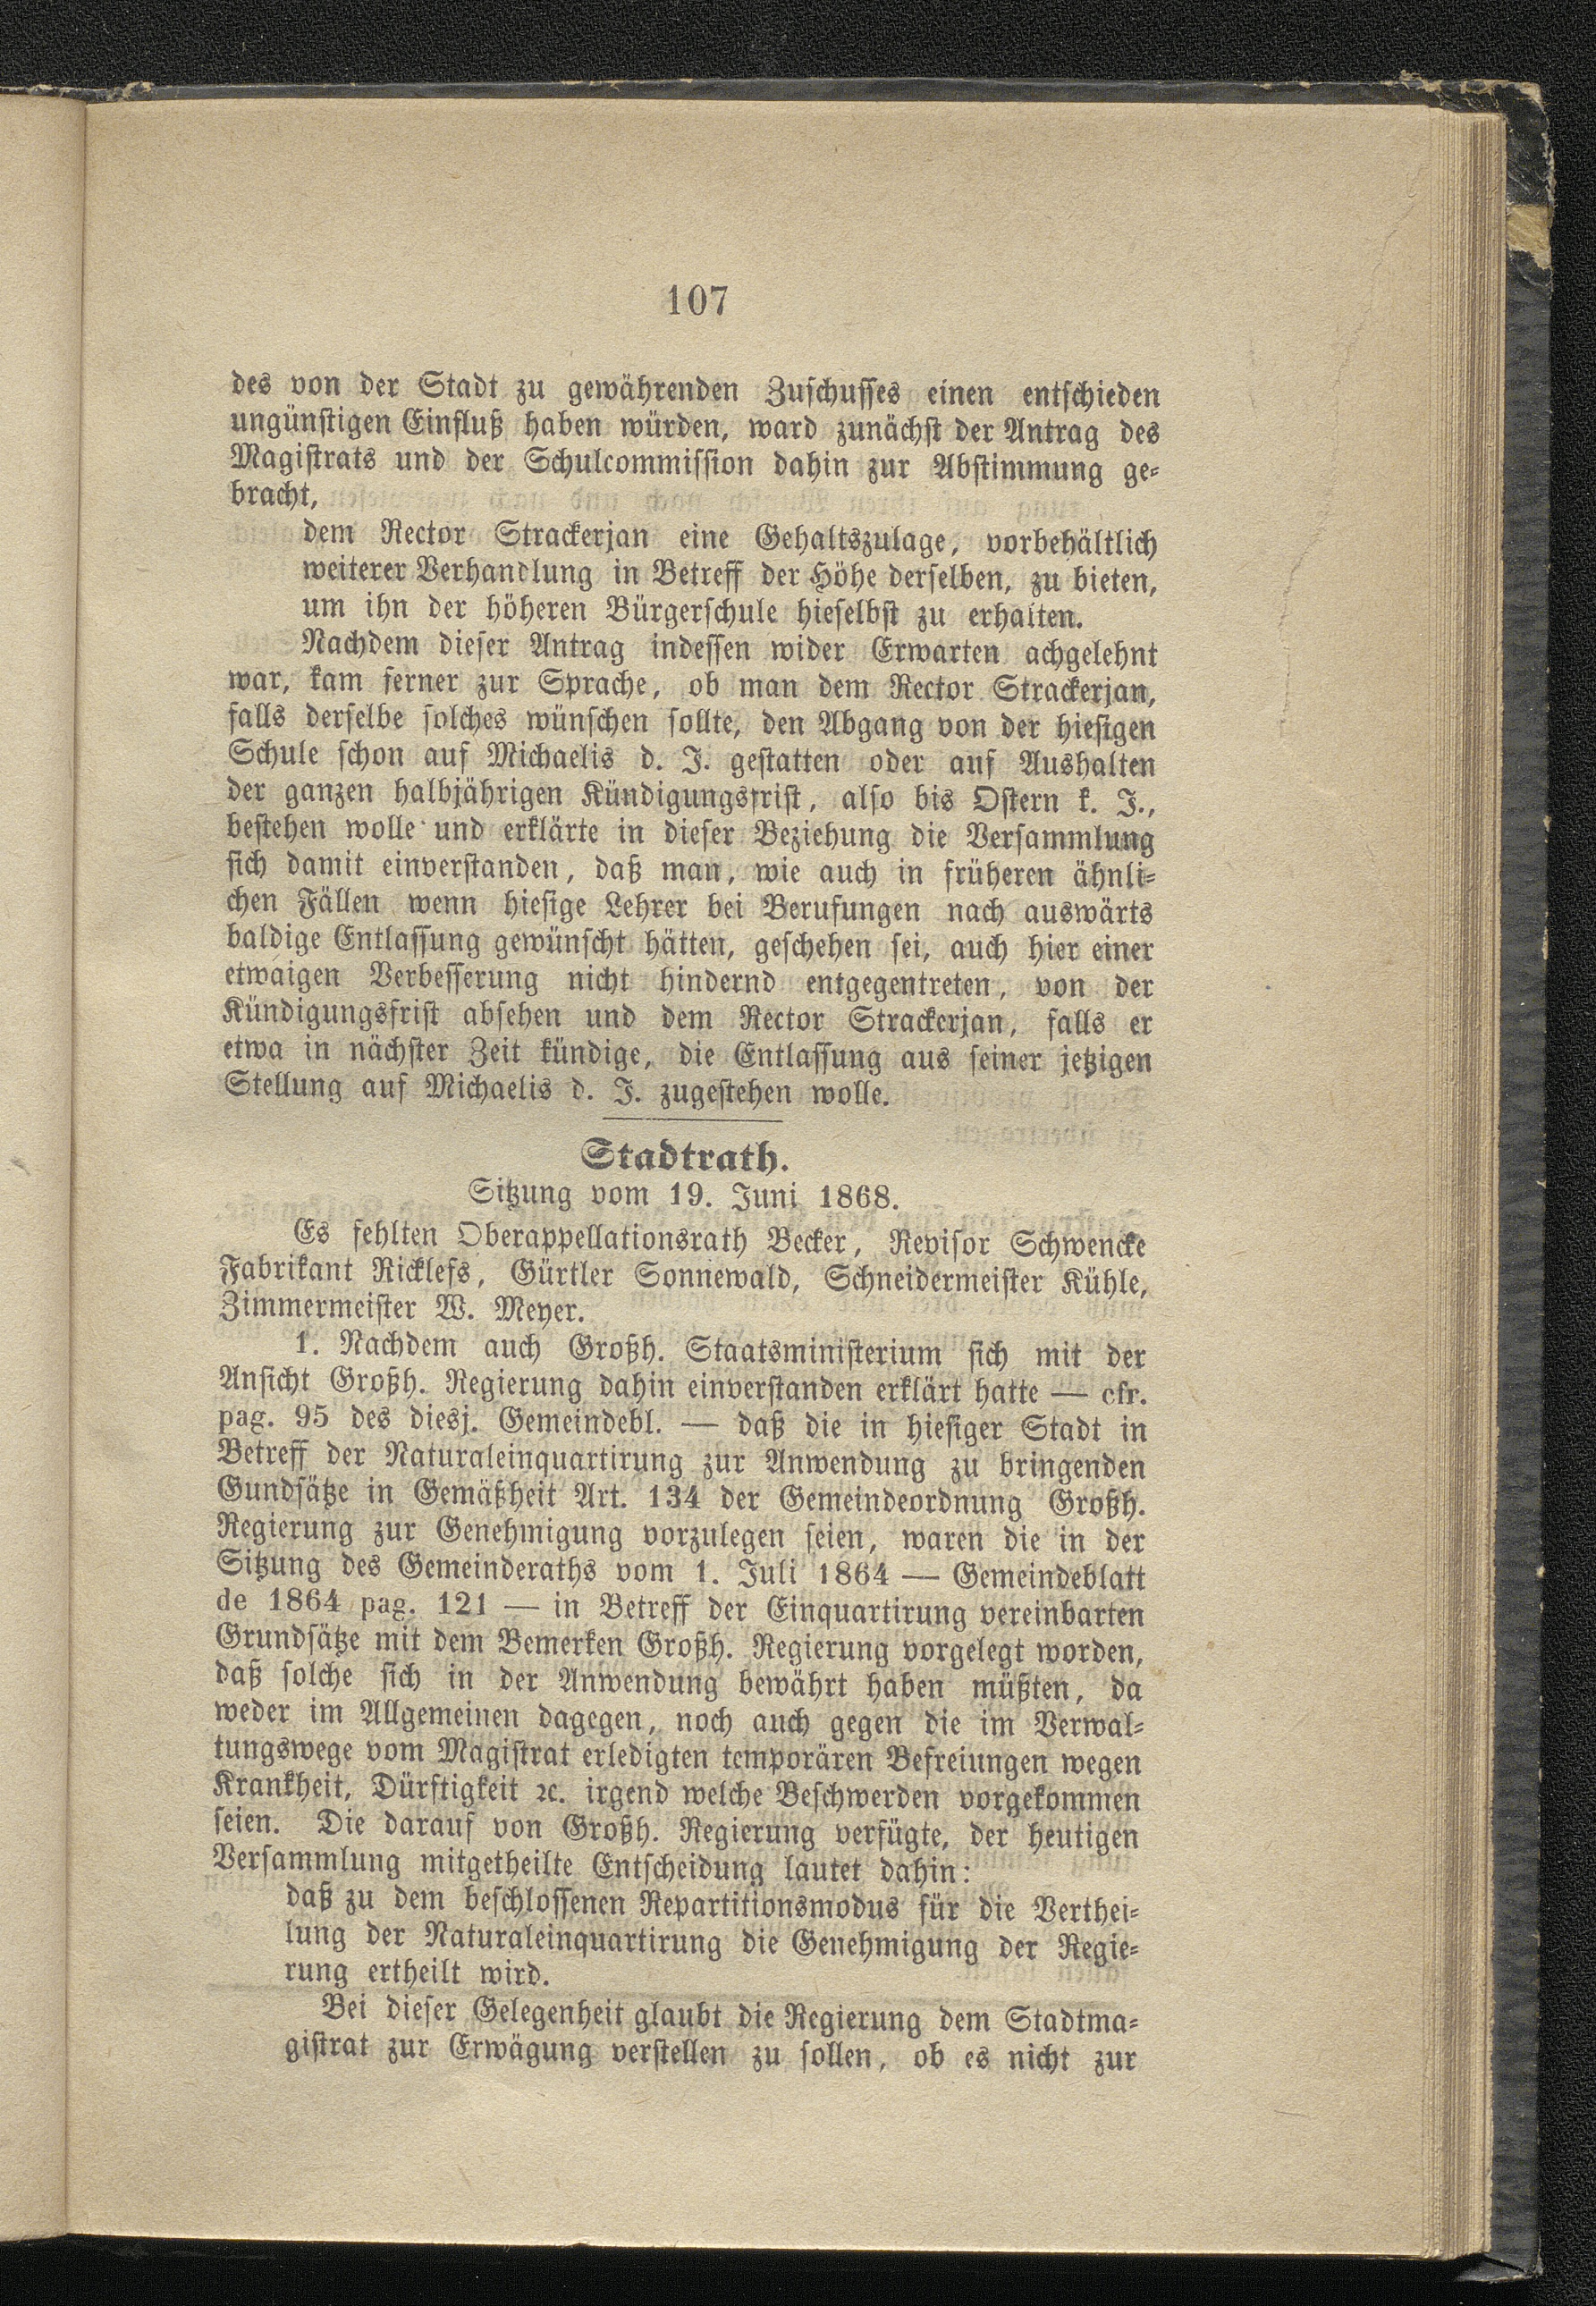 107
des von der Stadt zu gewährenden Zuschusses einen entschieden
ungünstigen Einfluß haben würden, ward zunächst der Antrag des
Magistrats und der Schulcommission dahin zur Abstimmung ge-
bracht,
dem Rector Strackerjan eine Gehaltszulage, vorbehältlich
weiterer Verhandlung in Betreff der Höhe derselben, zu bieten,
um ihn der höheren Bürgerschule hieselbst zu erhalten.
Nachdem dieser Antrag indessen wider Erwarten achgelehnt
war, kam ferner zur Sprache, ob man dem Rector Strackerjan,
falls derselbe solches wünschen sollte, den Abgang von der hiesigen
Schule schon auf Michaelis d. J. gestatten oder auf Aushalten
der ganzen halbjährigen Kündigungsfrist, also bis Ostern k. J.,
bestehen wolle und erklärte in dieser Beziehung die Versammlung
sich damit einverstanden, daß man, wie auch in früheren ähnli-
chen Fällen wenn hiesige Lehrer bei Berufungen nach auswärts
baldige Entlassung gewünscht hätten, geschehen sei, auch hier einer
etwaigen Verbesserung nicht hindernd entgegentreten, von der
Kündigungsfrist absehen und dem Rector Strackerjan, falls er
etwa in nächster Zeit kündige, die Entlassung aus seiner jetzigen
Stellung auf Michaelis d. J. zugestehen wolle.
Stadtrath.
Sitzung vom 19. Juni 1868.
Es fehlten Oberappellationsrath Becker, Revisor Schwencke
Fabrikant Ricklefs, Gürtler Sonnewald, Schneidermeister Kühle,
Zimmermeister W. Meyer.
1. Nachdem auch Großh. Staatsministerium sich mit der
Ansicht Großh. Regierung dahin einverstanden erklärt hatte — cfr.
pag. 95 des diesj. Gemeindebl. — daß die in hiesiger Stadt in
Betreff der Naturaleinquartirung zur Anwendung zu bringenden
Gundsätze in Gemäßheit Art. 134 der Gemeindeordnung Großh.
Regierung zur Genehmigung vorzulegen seien, waren die in der
Sitzung des Gemeinderaths vom 1. Juli 1864 — Gemeindeblatt
de 1864 pag. 121 — in Betreff der Einquartirung vereinbarten
Grundsätze mit dem Bemerken Großh. Regierung vorgelegt worden,
daß solche sich in der Anwendung bewährt haben müßten, da
weder im Allgemeinen dagegen, noch auch gegen die im Verwal-
tungswege vom Magistrat erledigten temporären Befreiungen wegen
Krankheit, Dürftigkeit ꝛc. irgend welche Beschwerden vorgekommen
seien. Die darauf von Großh. Regierung verfügte, der heutigen
Versammlung mitgetheilte Entscheidung lautet dahin:
daß zu dem beschlossenen Repartitionsmodus für die Verthei-
lung der Naturaleinquartirung die Genehmigung der Regie-
rung ertheilt wird.
Bei dieser Gelegenheit glaubt die Regierung dem Stadtma-
gistrat zur Erwägung verstellen zu sollen, ob es nicht zur